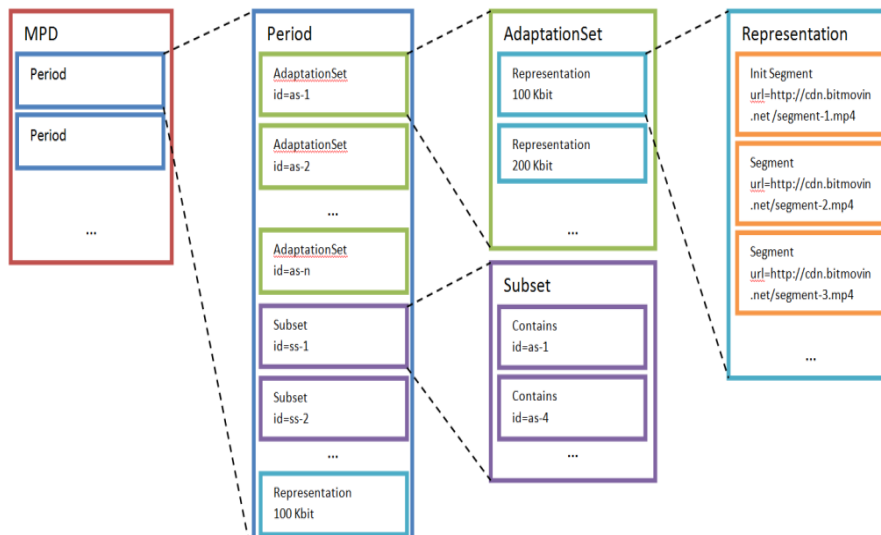 MPD
Period
Period
...
Period
AdaptationSet
id=as-1
AdaptationSet
id=as-2
...
AdaptationSet
id=as-n
Subset
id=ss-1
Subset
id=ss-2
...
Representation
100 Kbit
AdaptationSet
Representation
100 Kbit
Representation
200 Kbit
...
Subset
Contains
id=as-1
Contains
id=as-4
...
Representation
Init Segment
url=http://cdn.bitmovin
.net/segment-1.mp4
Segment
url=http://cdn.bitmovin
.net/segment-2.mp4
Segment
url=http://cdn.bitmovin
.net/segment-3.mp4
...